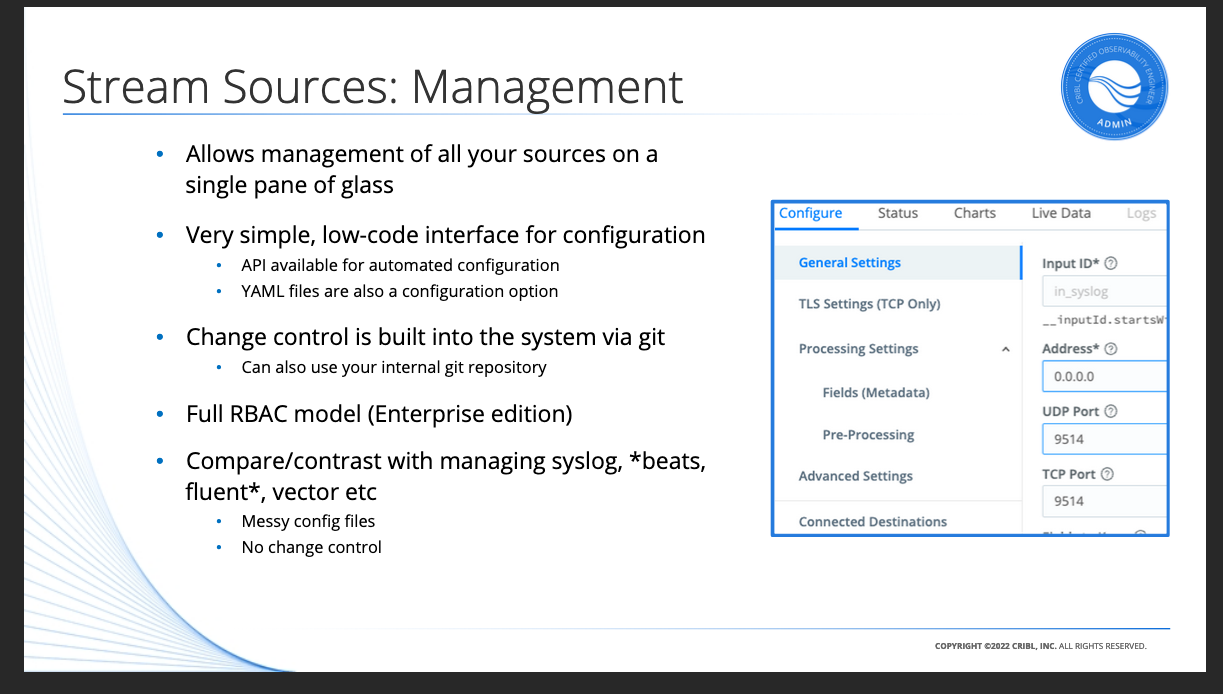 Stream Sources: Management
CRIBL CERTIFIED OBSERVABILITY ENGINEER
ADMIN
• Allows management of all your sources on a
single pane of glass
• Very simple, low-code interface for configuration
• API available for automated configuration
• YAML files are also a configuration option
• Change control is built into the system via git
• Can also use your internal git repository
• Full RBAC model (Enterprise edition)
• Compare/contrast with managing syslog, *beats,
fluent*, vector etc
• Messy config files
• No change control
Configure Status Charts Live Data Logs
General Settings
TLS Settings (TCP Only)
Processing Settings
Fields (Metadata)
Pre-Processing
Advanced Settings
Connected Destinations
Input ID*
in_syslog
__inputId.startsW
Address*
0.0.0.0
UDP Port
9514
TCP Port
9514
COPYRIGHT ©2022 CRIBL, INC. ALL RIGHTS RESERVED.